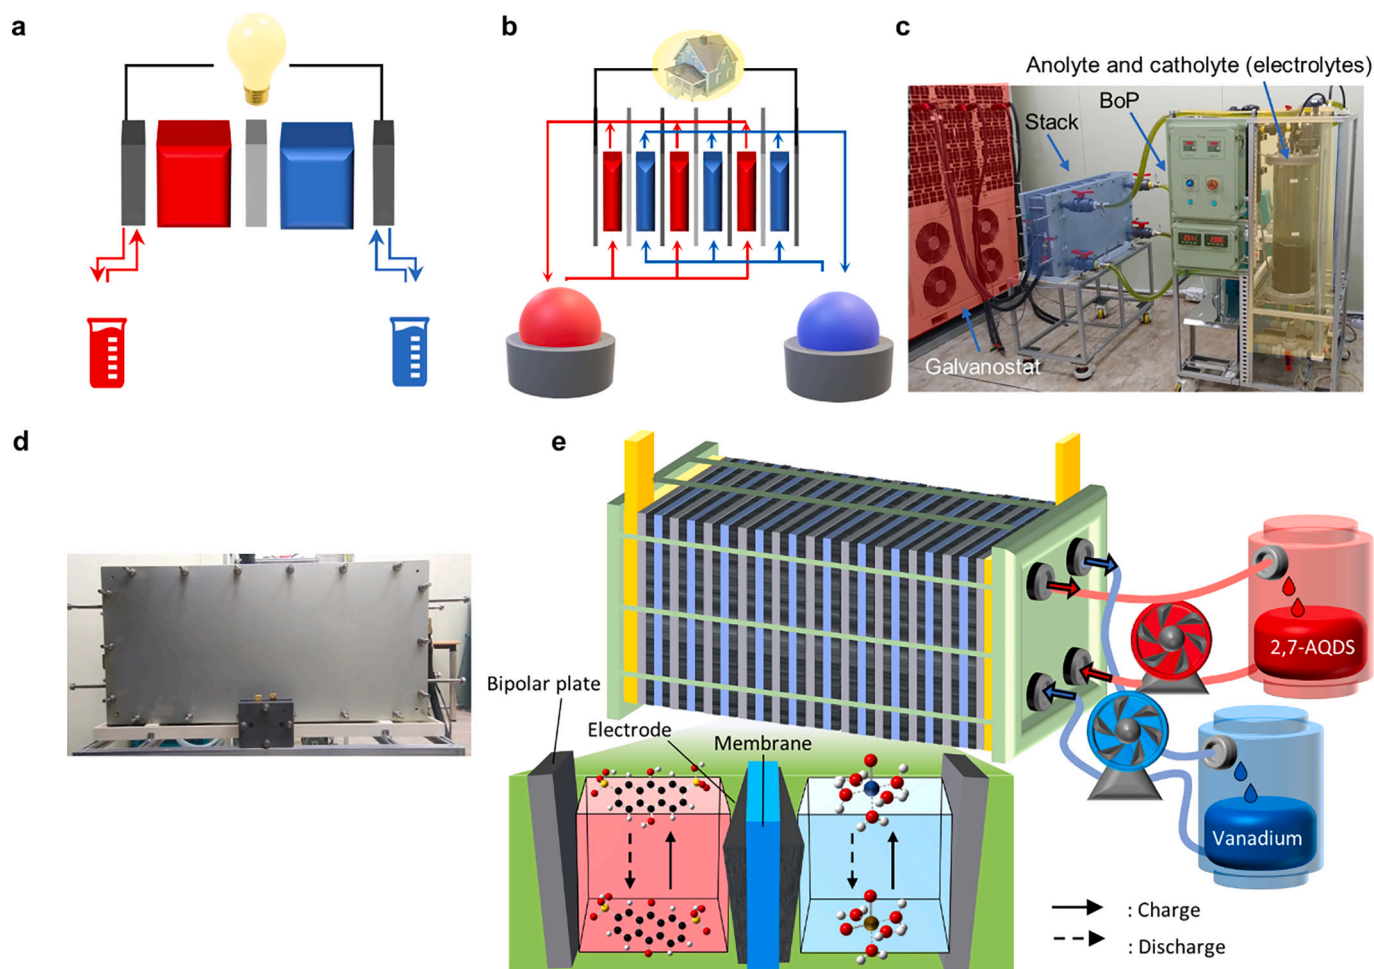 a
b
c
Anolyte and catholyte (electrolytes)
BoP
Stack
Galvanostat
d
e
2,7-AQDS
Bipolar plate
Electrode
Membrane
Vanadium
: Charge
: Discharge